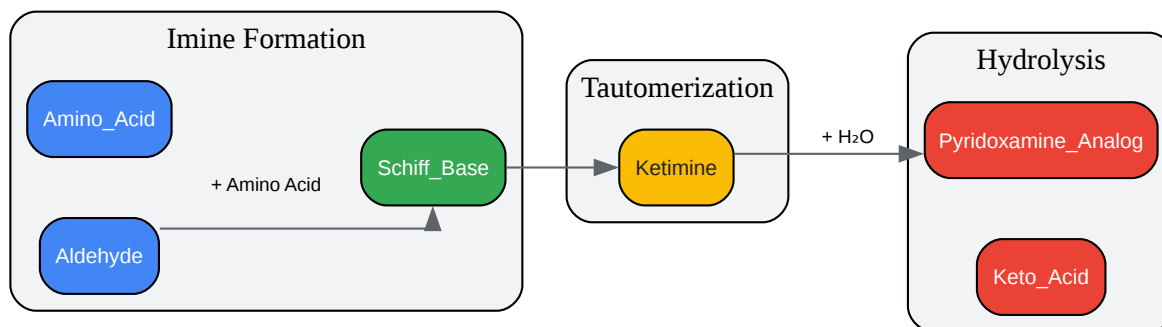 Imine Formation
Amino_Acid
+ Amino Acid
Schiff_Base
Aldehyde
Tautomerization
Ketimine
+ H₂O
Hydrolysis
Pyridoxamine_Analog
Keto_Acid